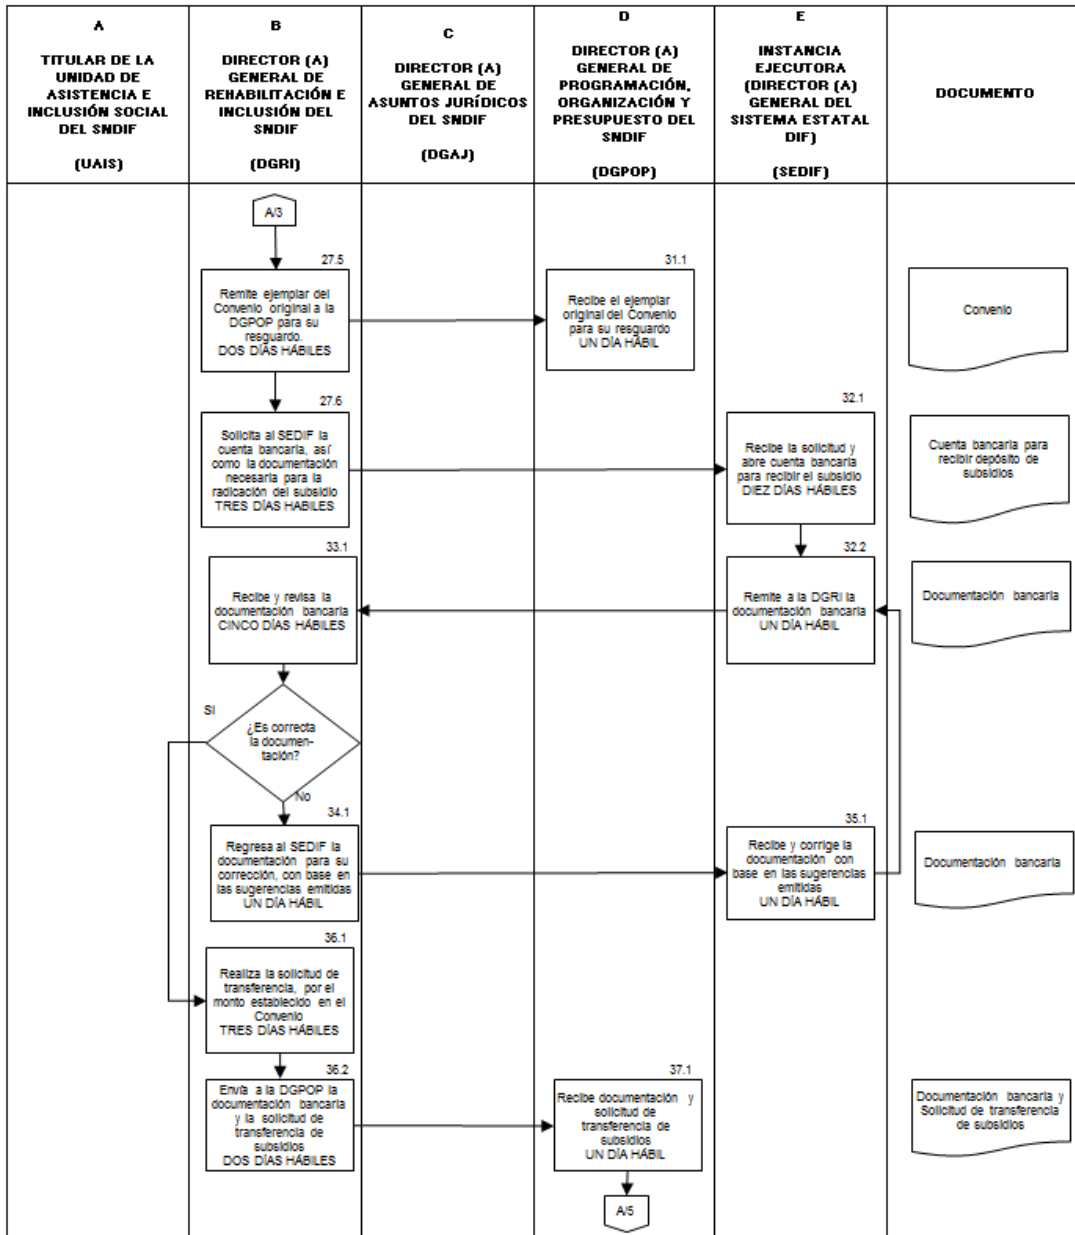 A
TITULAR DE LA
UNIDAD DE
ASISTENCIA E
INCLUSIÓN SOCIAL
DEL SNDIF
(UAIS)
B
DIRECTOR (A)
GENERAL DE
REHABILITACIÓN E
INCLUSIÓN DEL
SNDIF
(DGRI)
C
DIRECTOR (A)
GENERAL DE
ASUNTOS JURÍDICOS
DEL SNDIF
(DGAJ)
D
DIRECTOR (A)
GENERAL DE
PROGRAMACIÓN,
ORGANIZACIÓN Y
PRESUPUESTO DEL
SNDIF
(DGPOP)
E
INSTANCIA
EJECUTORA
(DIRECTOR (A)
GENERAL DEL
SISTEMA ESTATAL
DIF)
(SEDIF)
DOCUMENTO
A/3
27.5
Remite ejemplar del
Convenio original a la
DGPOP para su
resguardo.
DOS DÍAS HÁBILES
31.1
Recibe el ejemplar
original del Convenio
para su resguardo
UN DÍA HÁBIL
Convenio
27.6
Solicita al SEDIF la
cuenta bancaria, así
como la documentación
necesaria para la
radicación del subsidio
TRES DÍAS HABILES
32.1
Recibe la solicitud y
abre cuenta bancaria
para recibir el subsidio
DIEZ DÍAS HÁBILES
Cuenta bancaria para
recibir depósito de
subsidios
33.1
Recibe y revisa la
documentación bancaria
CINCO DÍAS HÁBILES
32.2
Remite a la DGRI la
documentación bancaria
UN DÍA HÁBIL
Documentación bancaria
SI
¿Es correcta
la documen-
tación?
No
34.1
Regresa al SEDIF la
documentación para su
corrección, con base en
las sugerencias emitidas
UN DÍA HÁBIL
35.1
Recibe y corrige la
documentación con
base en las sugerencias
emitidas
UN DÍA HÁBIL
Documentación bancaria
36.1
Realiza la solicitud de
transferencia, por el
monto establecido en el
Convenio
TRES DÍAS HÁBILES
36.2
Envía a la DGPOP la
documentación bancaria
y la solicitud de
transferencia de
subsidios
DOS DÍAS HÁBILES
37.1
Recibe documentación y
solicitud de
transferencia de
subsidios
UN DÍA HÁBIL
Documentación bancaria y
Solicitud de transferencia
de subsidios
A/5